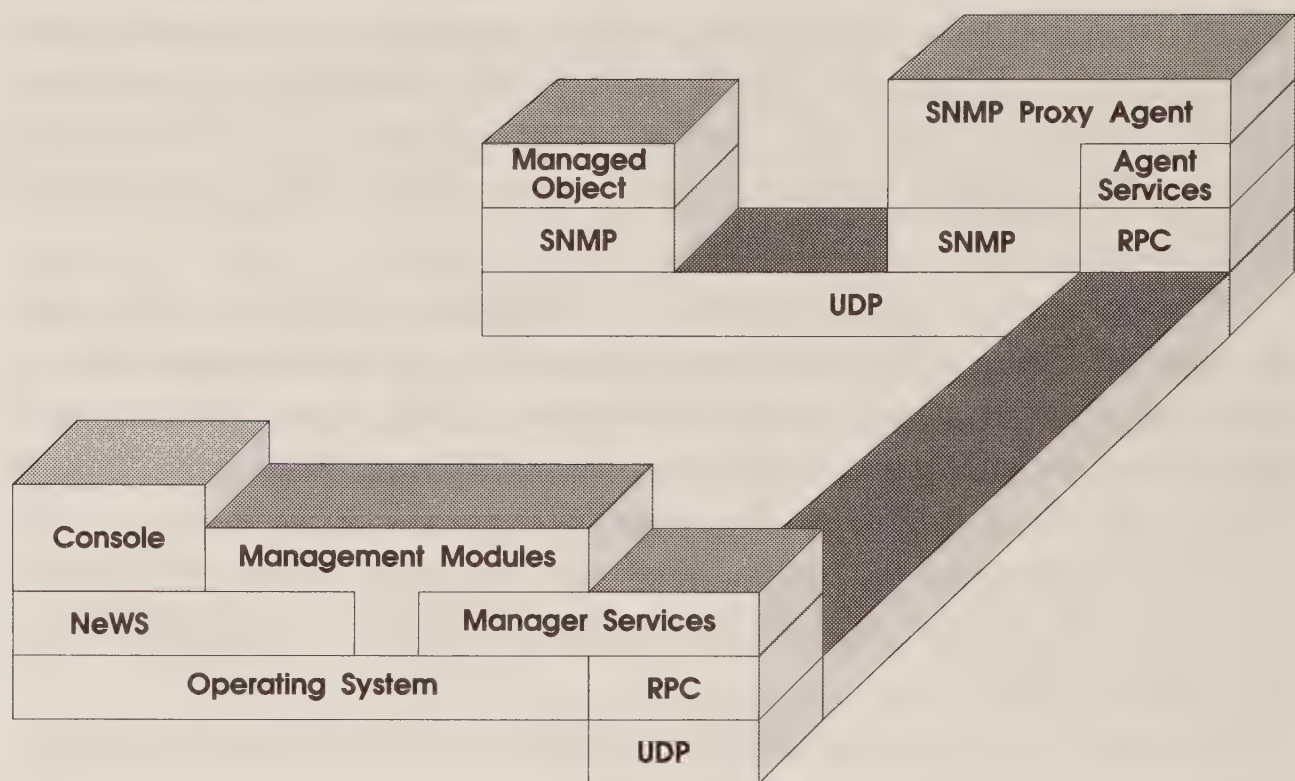 SNMP Proxy Agent
Managed
Object
Agent
Services
SNMP
SNMP
RPC
UDP
Console
Management Modules
NeWS
Manager Services
Operating System
RPC
UDP